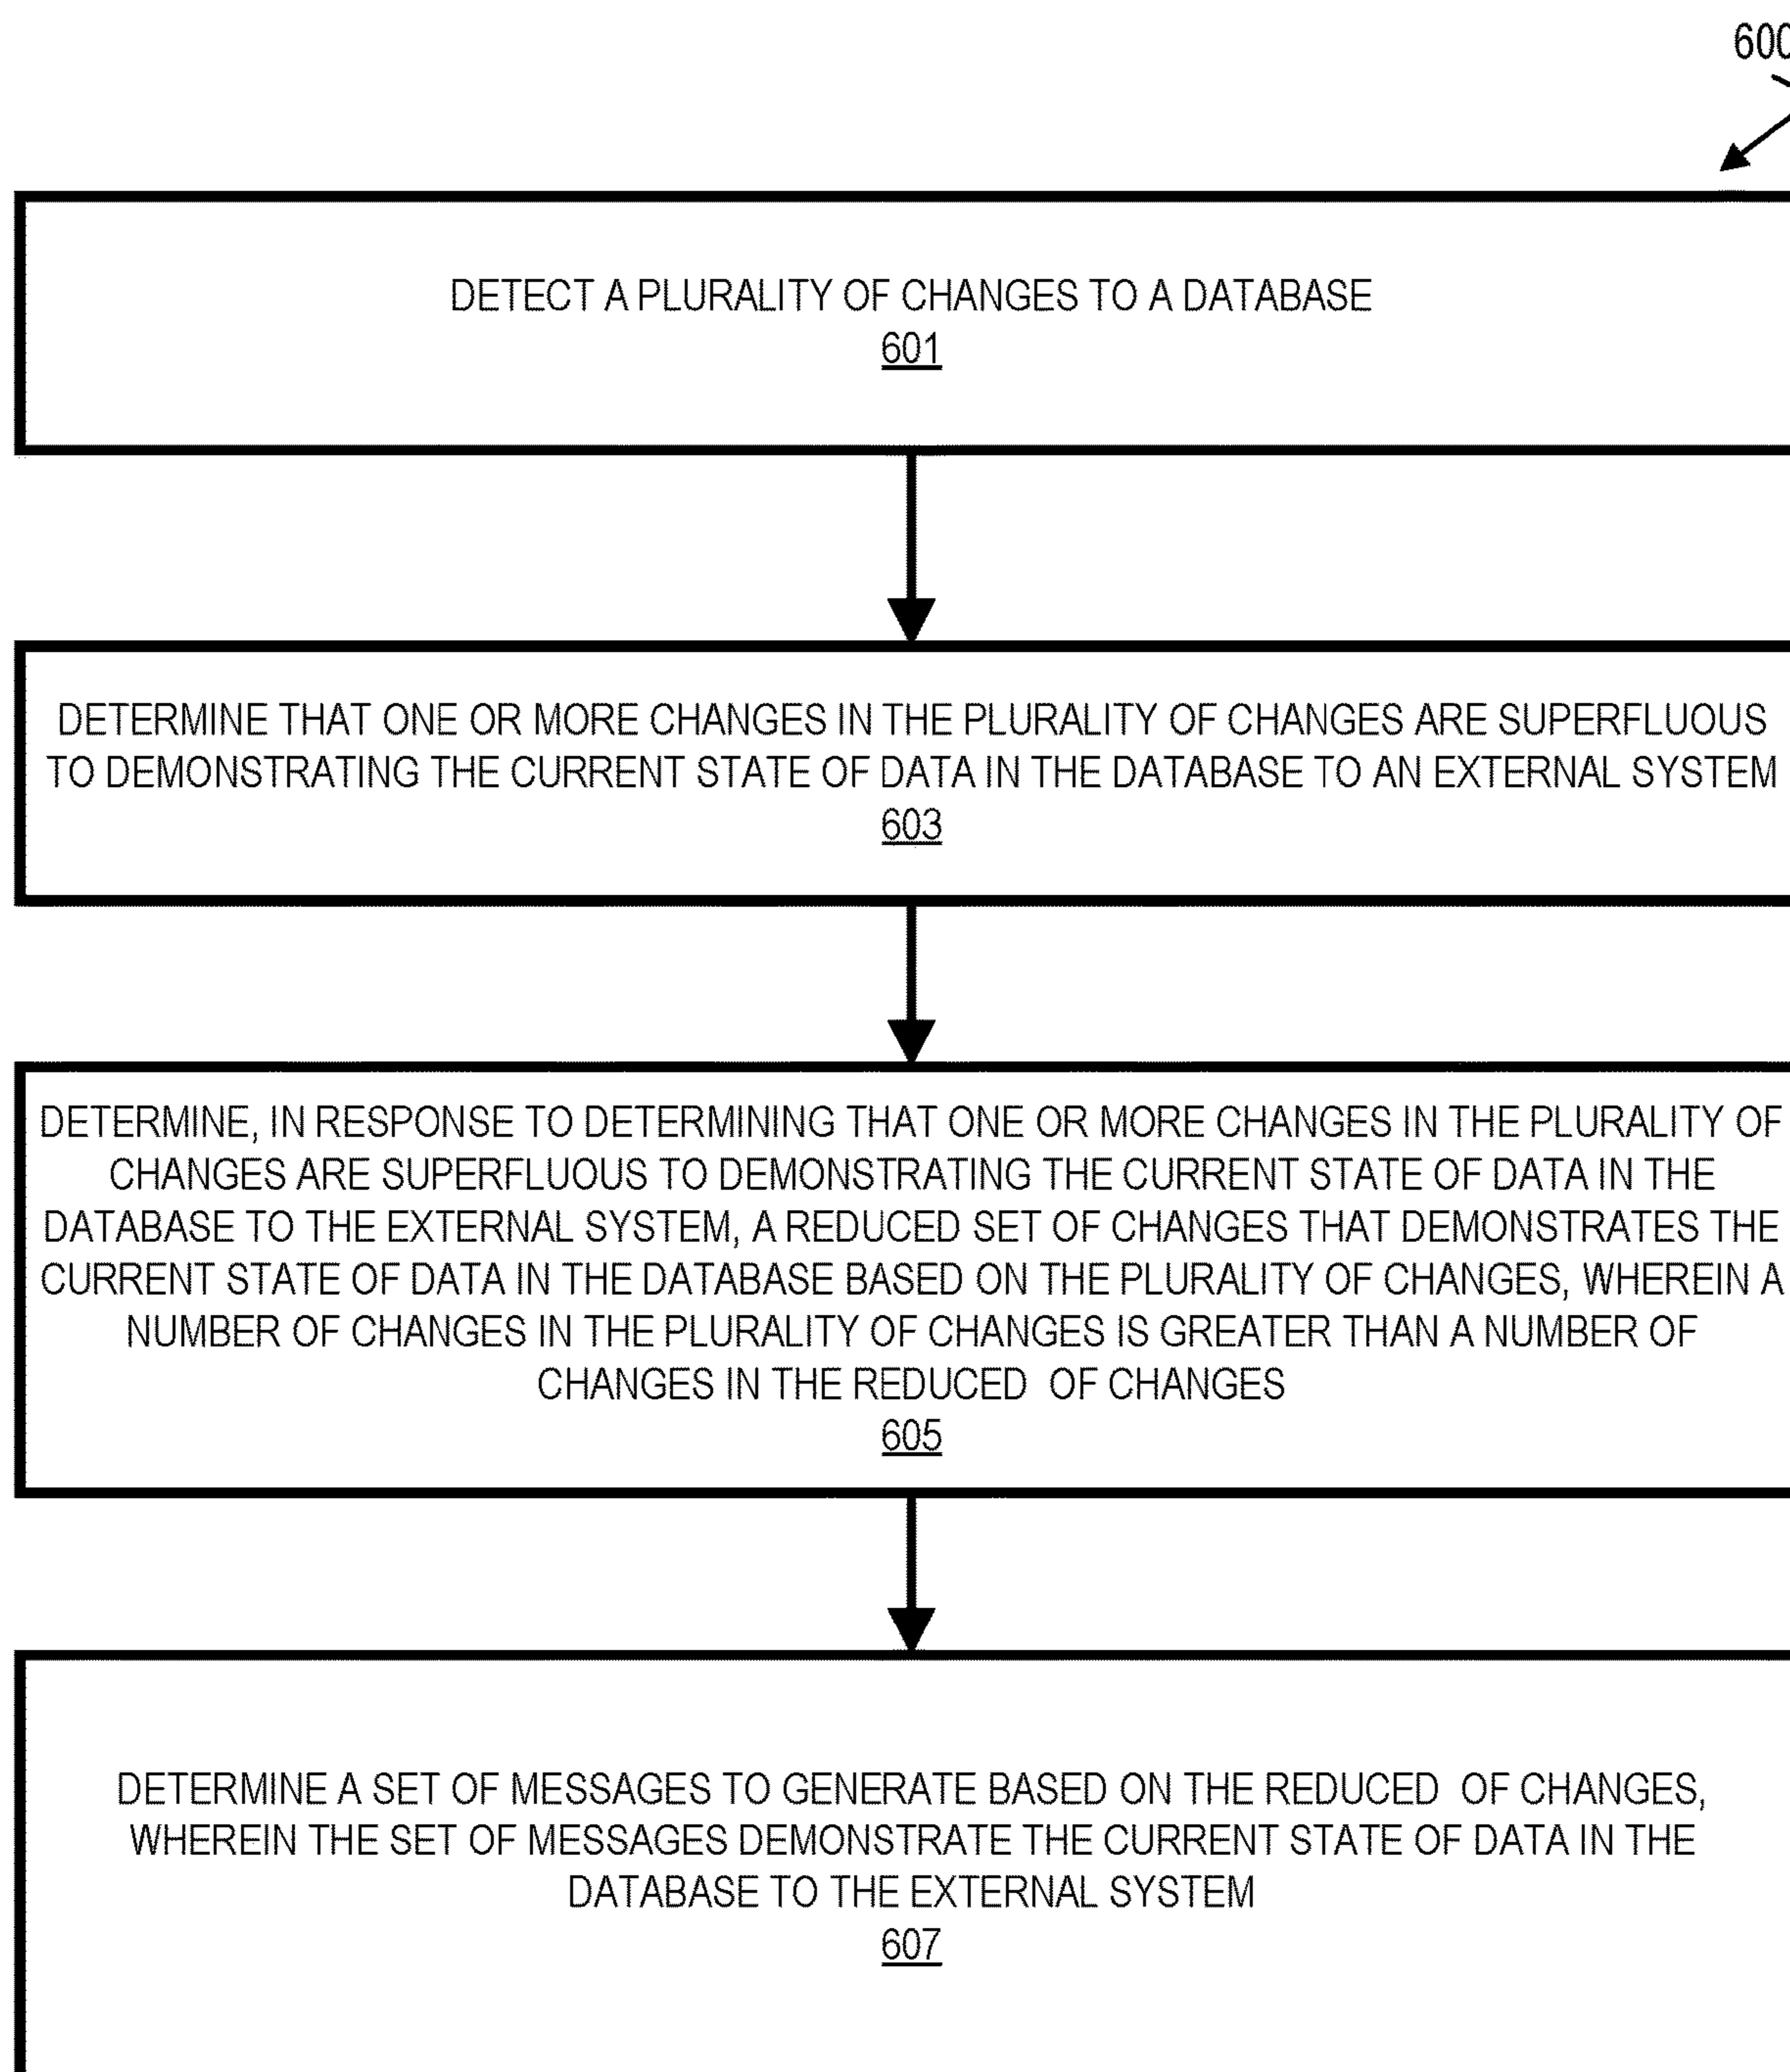 600
DETECT A PLURALITY OF CHANGES TO A DATABASE
601
DETERMINE THAT ONE OR MORE CHANGES IN THE PLURALITY OF CHANGES ARE SUPERFLUOUS
TO DEMONSTRATING THE CURRENT STATE OF DATA IN THE DATABASE TO AN EXTERNAL SYSTEM
603
DETERMINE, IN RESPONSE TO DETERMINING THAT ONE OR MORE CHANGES IN THE PLURALITY OF
CHANGES ARE SUPERFLUOUS TO DEMONSTRATING THE CURRENT STATE OF DATA IN THE
DATABASE TO THE EXTERNAL SYSTEM, A REDUCED SET OF CHANGES THAT DEMONSTRATES THE
CURRENT STATE OF DATA IN THE DATABASE BASED ON THE PLURALITY OF CHANGES, WHEREIN A
NUMBER OF CHANGES IN THE PLURALITY OF CHANGES IS GREATER THAN A NUMBER OF
CHANGES IN THE REDUCED  OF CHANGES
605
DETERMINE A SET OF MESSAGES TO GENERATE BASED ON THE REDUCED  OF CHANGES,
WHEREIN THE SET OF MESSAGES DEMONSTRATE THE CURRENT STATE OF DATA IN THE
DATABASE TO THE EXTERNAL SYSTEM
607